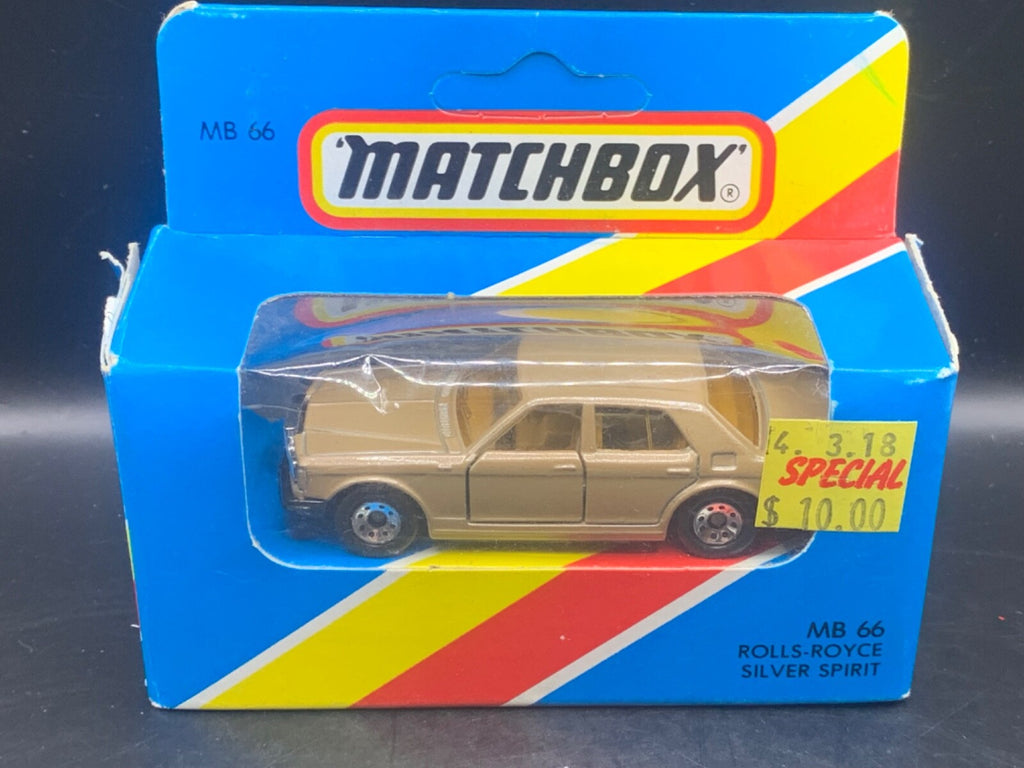 MB 66
'MATCHBOX'®
4. 3.18
SPECIAL
$ 10.00
MB 66
ROLLS-ROYCE
SILVER SPIRIT